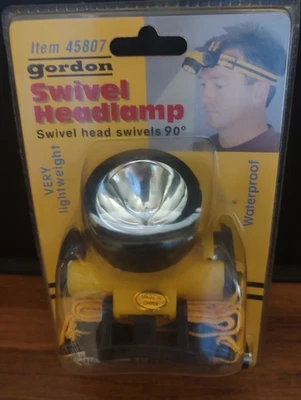 Item 45807
gordon
Swivel
Headlamp
Swivel head swivels 90°
VERY
lightweight
Waterproof